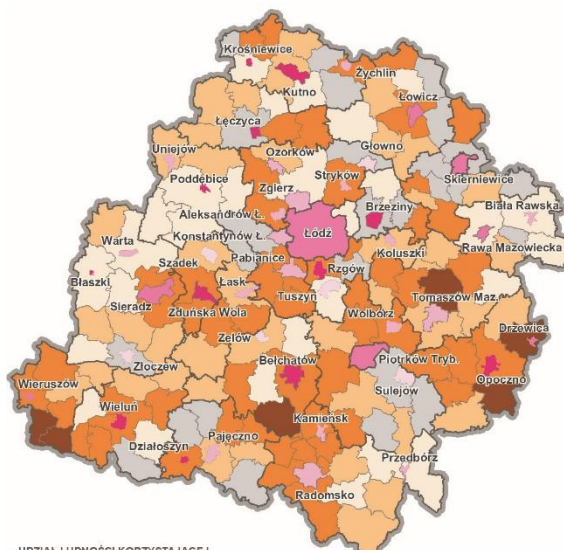 Krośniewice
Kutno
Żychlin
Łowicz
Łęczyca
Uniejów
Ozorków
Głowno
Stryków
Skierniewice
Poddębice
Zgierz
Brzeziny
Biała Rawska
Aleksandrów Ł.
Łódź
Konstantynów Ł.
Rawa Mazowiecka
Warta
Szadek
Pabianice
Koluszki
Błaszki
Rzgów
Łask
Sieradz
Tuszyn
Tomaszów Maz.
Zduńska Wola
Wolbórz
Drzewica
Zelów
Złoczew
Bełchatów
Piotrków Tryb.
Wieruszów
Opoczno
Sulejów
Wieluń
Kamieńsk
Działoszyn
Pajęczno
Przedbórz
Radomsko